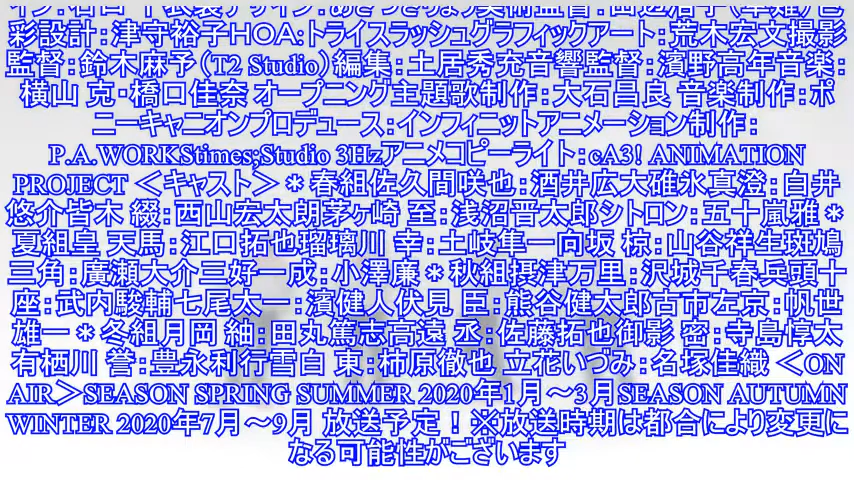 彩設計：津守裕子ＨＯＡ:トライスラッシュグラフィックアート：荒木宏文撮影
監督：鈴木麻予（T2 Studio）編集：土居秀充音響監督：濱野高年音楽：
横山 克・橋口佳奈 オープニング主題歌制作：大石昌良 音楽制作：ポ
ニーキャニオンプロデュース：インフィニットアニメーション制作：
P.A.WORKStimes;Studio 3Hzアニメコピーライト：cA3! ANIMATION
PROJECT ＜キャスト＞＊春組佐久間咲也：酒井広大碓氷真澄：白井
悠介皆木 綴：西山宏太朗茅ヶ崎 至：浅沼晋太郎シトロン：五十嵐雅＊
夏組皇 天馬：江口拓也瑠璃川 幸：土岐隼一向坂 椋：山谷祥生斑鳩
三角：廣瀬大介三好一成：小澤廉＊秋組摂津万里：沢城千春兵頭十
座：武内駿輔七尾太一：濱健人伏見 臣：熊谷健太郎古市左京：帆世
雄一＊冬組月岡 紬：田丸篤志高遠 丞：佐藤拓也御影 密：寺島惇太
有栖川 誉：豊永利行雪白 東：柿原徹也 立花いづみ：名塚佳織 ＜ON
AIR＞SEASON SPRING SUMMER 2020年1月～3月SEASON AUTUMN
WINTER 2020年7月～9月 放送予定！※放送時期は都合により変更に
なる可能性がございます